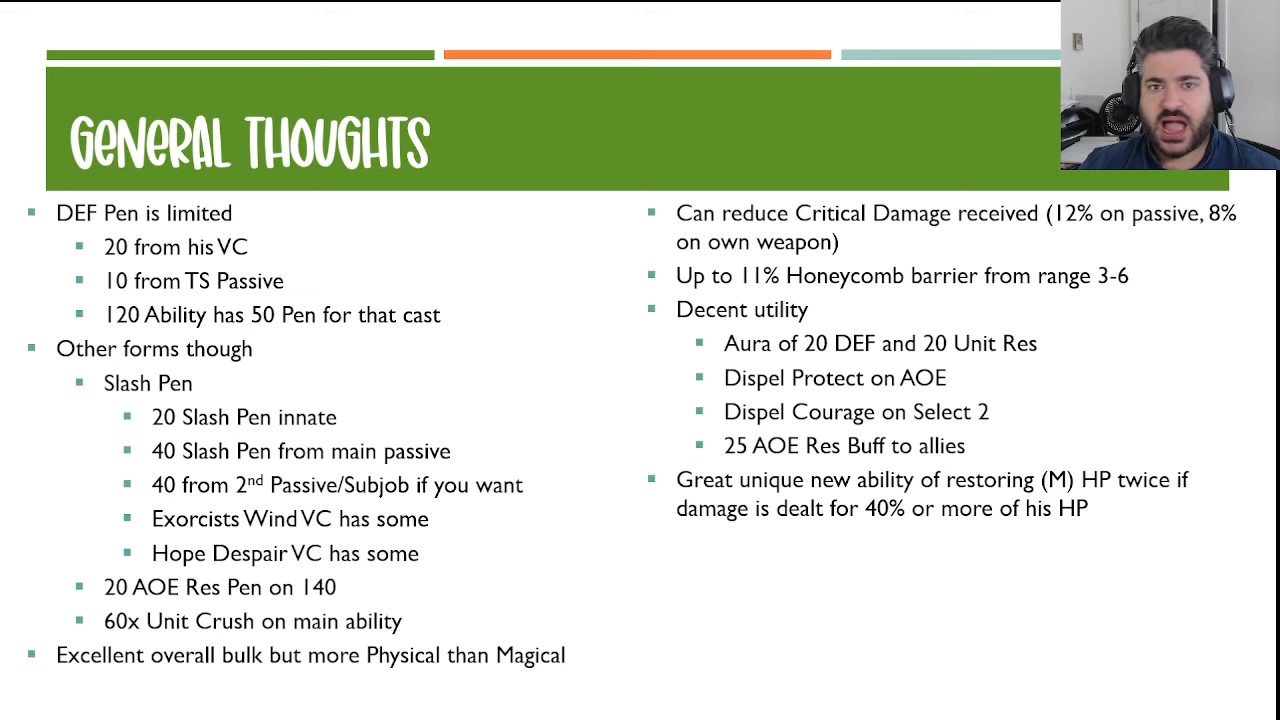 GENERAL THOUGHTS
DEF Pen is limited
20 from his VC
10 from TS Passive
120 Ability has 50 Pen for that cast
Other forms though
Slash Pen
20 Slash Pen innate
40 Slash Pen from main passive
40 from 2nd Passive/Subjob if you want
Exorcists Wind VC has some
Hope Despair VC has some
20 AOE Res Pen on 140
60x Unit Crush on main ability
Excellent overall bulk but more Physical than Magical
Can reduce Critical Damage received (12% on passive, 8%
on own weapon)
Up to 11% Honeycomb barrier from range 3-6
Decent utility
Aura of 20 DEF and 20 Unit Res
Dispel Protect on AOE
Dispel Courage on Select 2
25 AOE Res Buff to allies
Great unique new ability of restoring (M) HP twice if
damage is dealt for 40% or more of his HP